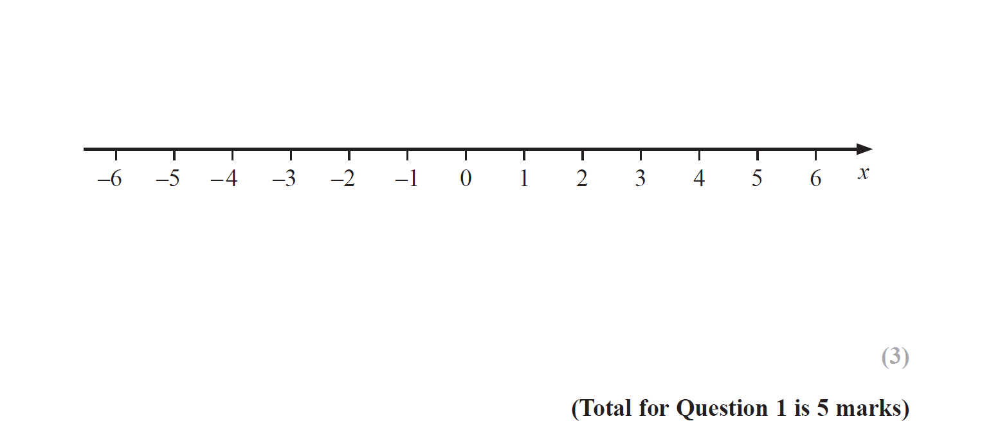 –6 –5 –4 –3 –2 –1 0 1 2 3 4 5 6 x
(3)
(Total for Question 1 is 5 marks)